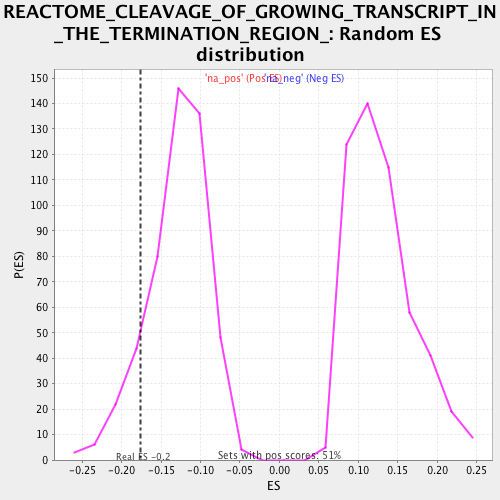 REACTOME_CLEAVAGE_OF_GROWING_TRANSCRIPT_IN
_THE_TERMINATION_REGION_: Random ES
distribution
'na_pos' (Pos ES) 'na_neg' (Neg ES)
150
140
130
120
110
100
90
80
70
60
50
40
30
20
10
0
P(ES)
Real ES -0.2
Sets with pos scores: 51%
-0.25 -0.20 -0.15 -0.10 -0.05 0.00 0.05 0.10 0.15 0.20 0.25
ES